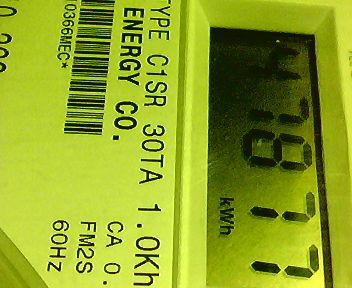 47877
kWh
TYPE C1SR 30TA 1.0Kh
ENERGY CO.
CA 0.
FM2S
60Hz
0366MEC*